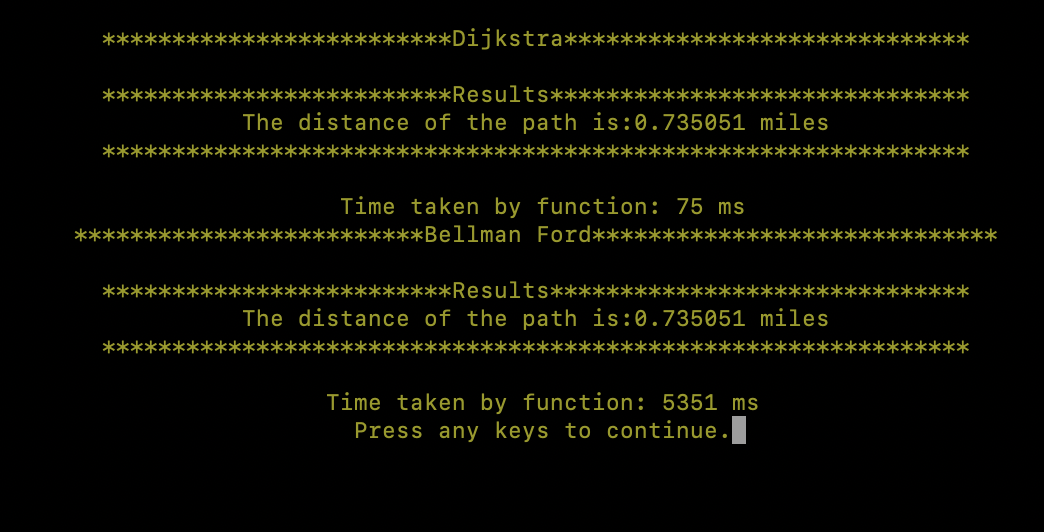 *************************Dijkstra*****************************
*************************Results******************************
The distance of the path is:0.735051 miles
**************************************************************
Time taken by function: 75 ms
*************************Bellman Ford*****************************
*************************Results******************************
The distance of the path is:0.735051 miles
**************************************************************
Time taken by function: 5351 ms
Press any keys to continue.